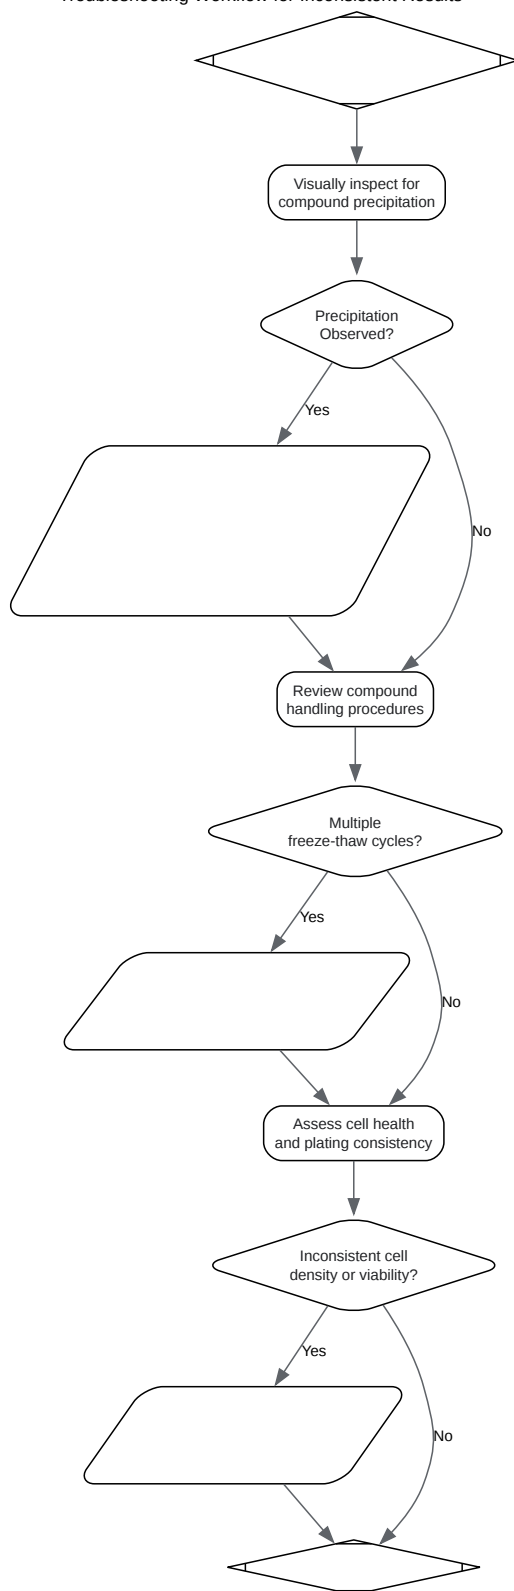 Troubleshooting Workflow for Inconsistent Results
Visually inspect for
compound precipitation
Precipitation
Observed?
Yes
No
Review compound
handling procedures
Multiple
freeze-thaw cycles?
Yes
No
Assess cell health
and plating consistency
Inconsistent cell
density or viability?
Yes
No